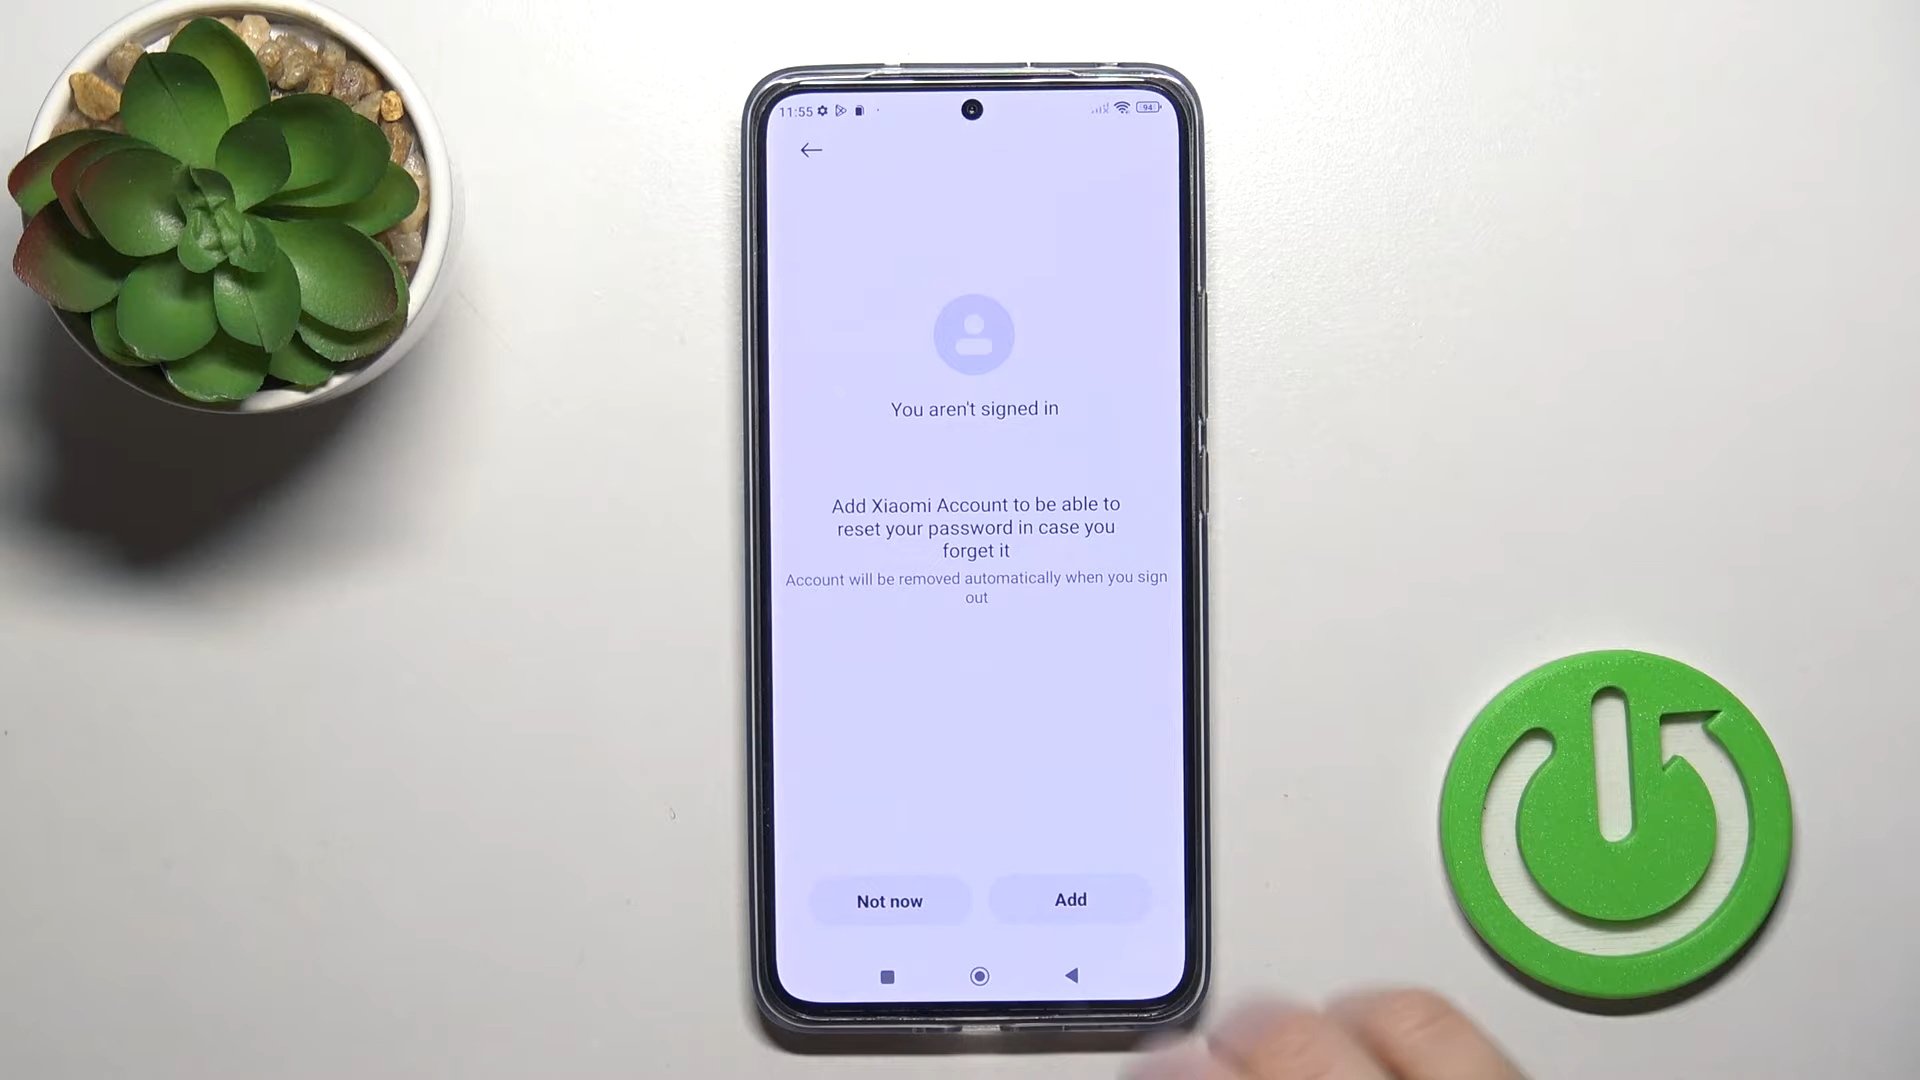 11:55
94
You aren't signed in
Add Xiaomi Account to be able to
reset your password in case you
forget it
Account will be removed automatically when you sign
out
Not now
Add